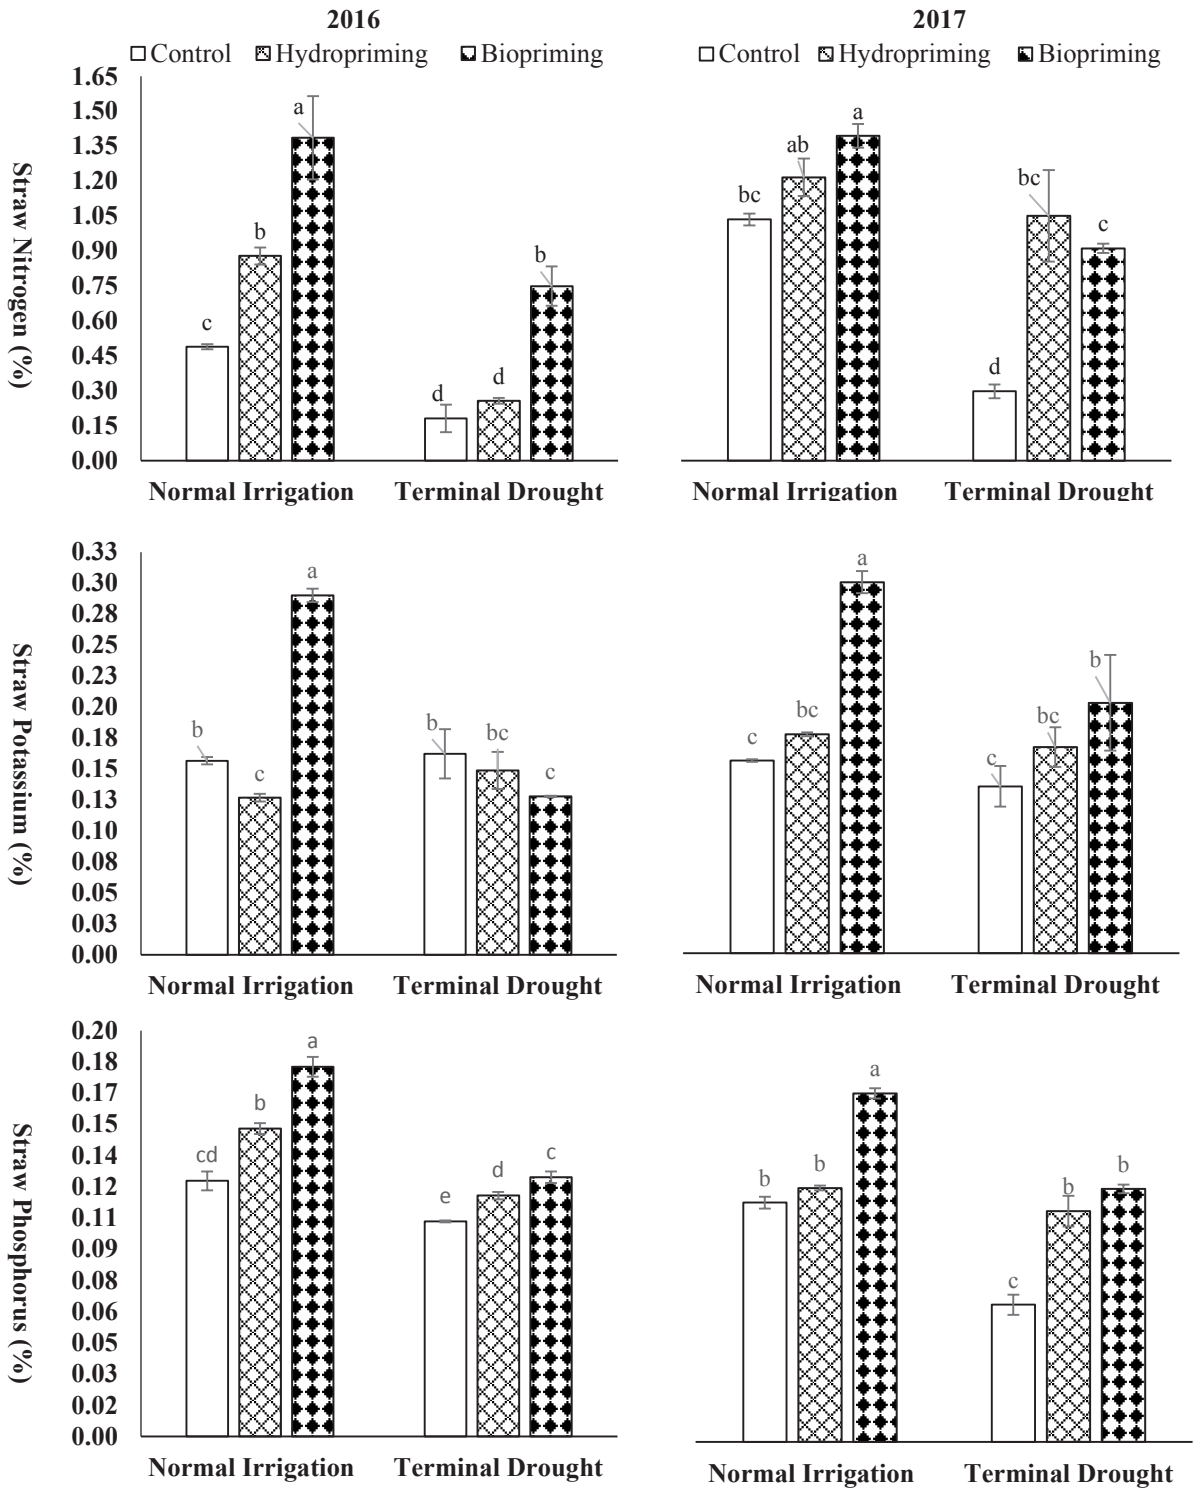 2016
2017
Control Hydropriming Biopriming
Control Hydropriming Biopriming
Straw Nitrogen (%)
1.65
1.50
1.35
1.20
1.05
0.90
0.75
0.60
0.45
0.30
0.15
0.00
c b a d d b
bc ab a d bc c
Normal Irrigation Terminal Drought
Normal Irrigation Terminal Drought
Straw Potassium (%)
0.33
0.30
0.28
0.25
0.23
0.20
0.18
0.15
0.13
0.10
0.08
0.05
0.03
0.00
b c a b bc c
c bc a c bc b
Normal Irrigation Terminal Drought
Normal Irrigation Terminal Drought
Straw Phosphorus (%)
0.20
0.18
0.17
0.15
0.14
0.12
0.11
0.09
0.08
0.06
0.05
0.03
0.02
0.00
cd b a e d c
b b a c b b
Normal Irrigation Terminal Drought
Normal Irrigation Terminal Drought